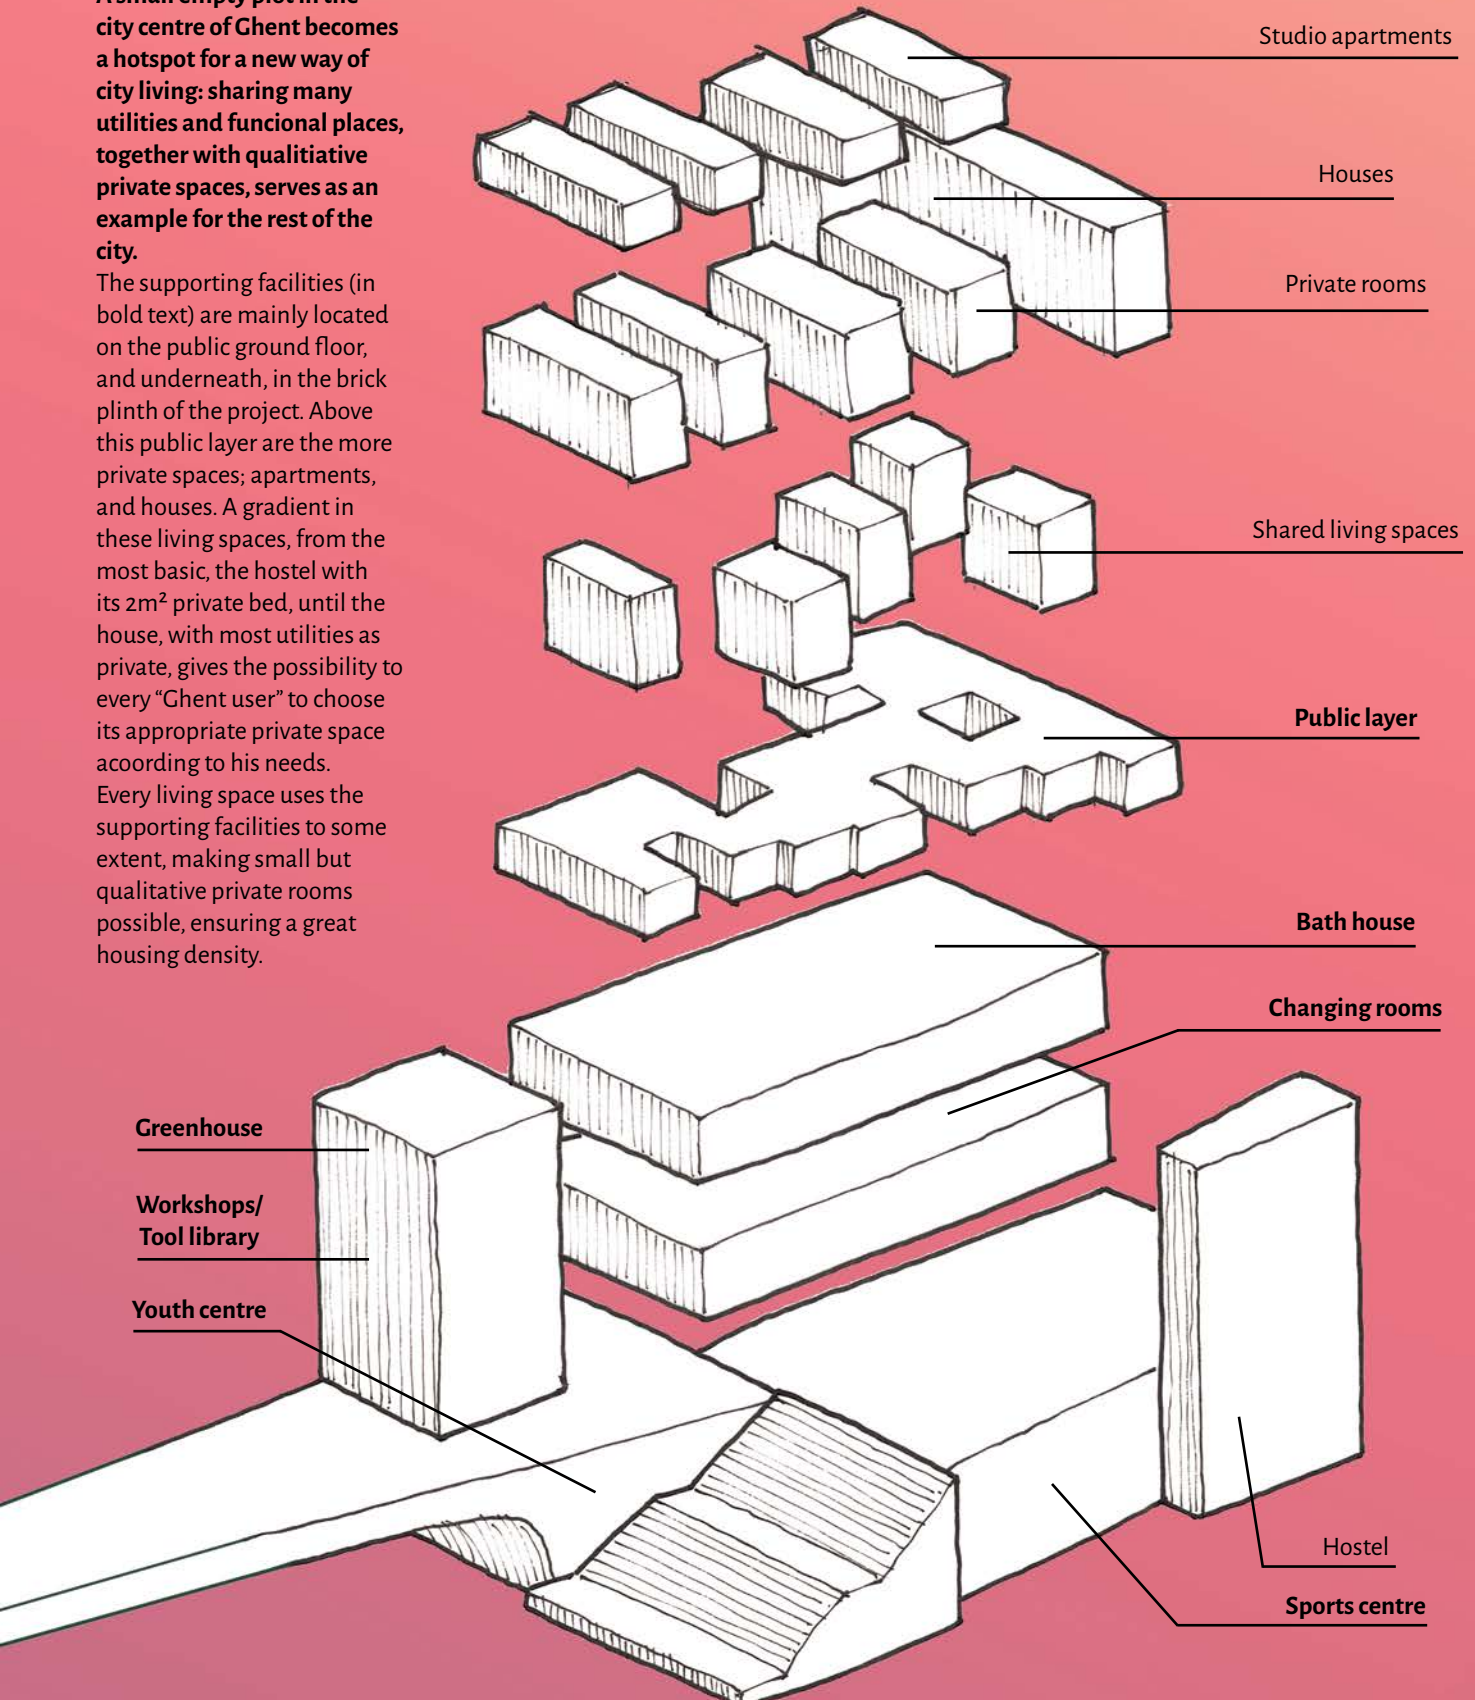 A small empty plot in the
city centre of Ghent becomes
a hotspot for a new way of
city living: sharing many
utilities and funcional places,
together with qualitiative
private spaces, serves as an
example for the rest of the
city.
The supporting facilities (in
bold text) are mainly located
on the public ground floor,
and underneath, in the brick
plinth of the project. Above
this public layer are the more
private spaces; apartments,
and houses. A gradient in
these living spaces, from the
most basic, the hostel with
its 2m² private bed, until the
house, with most utilities as
private, gives the possibility to
every “Ghent user” to choose
its appropriate private space
acoording to his needs.
Every living space uses the
supporting facilities to some
extent, making small but
qualitative private rooms
possible, ensuring a great
housing density.
Studio apartments
Houses
Private rooms
Shared living spaces
Public layer
Bath house
Changing rooms
Greenhouse
Workshops/
Tool library
Youth centre
Hostel
Sports centre